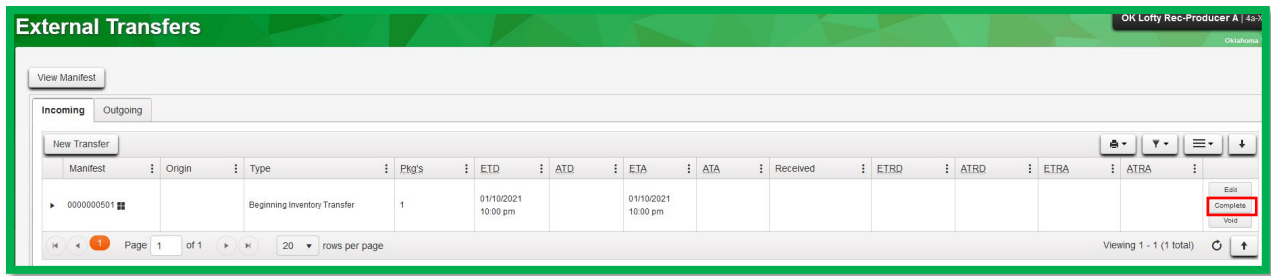 External Transfers
OK Lofty Rec-Producer A | 4a-X
Oklahoma
View Manifest
Incoming Outgoing
New Transfer
Manifest Origin Type Pkg's ETD ATD ETA ATA Received ETRD ATRD ETRA ATRA
Edit
01/10/2021 01/10/2021
0000000501 Beginning Inventory Transfer 1 Complete
10:00 pm 10:00 pm
Void
1 Page 1 of 1 20 rows per page Viewing 1 - 1 (1 total)